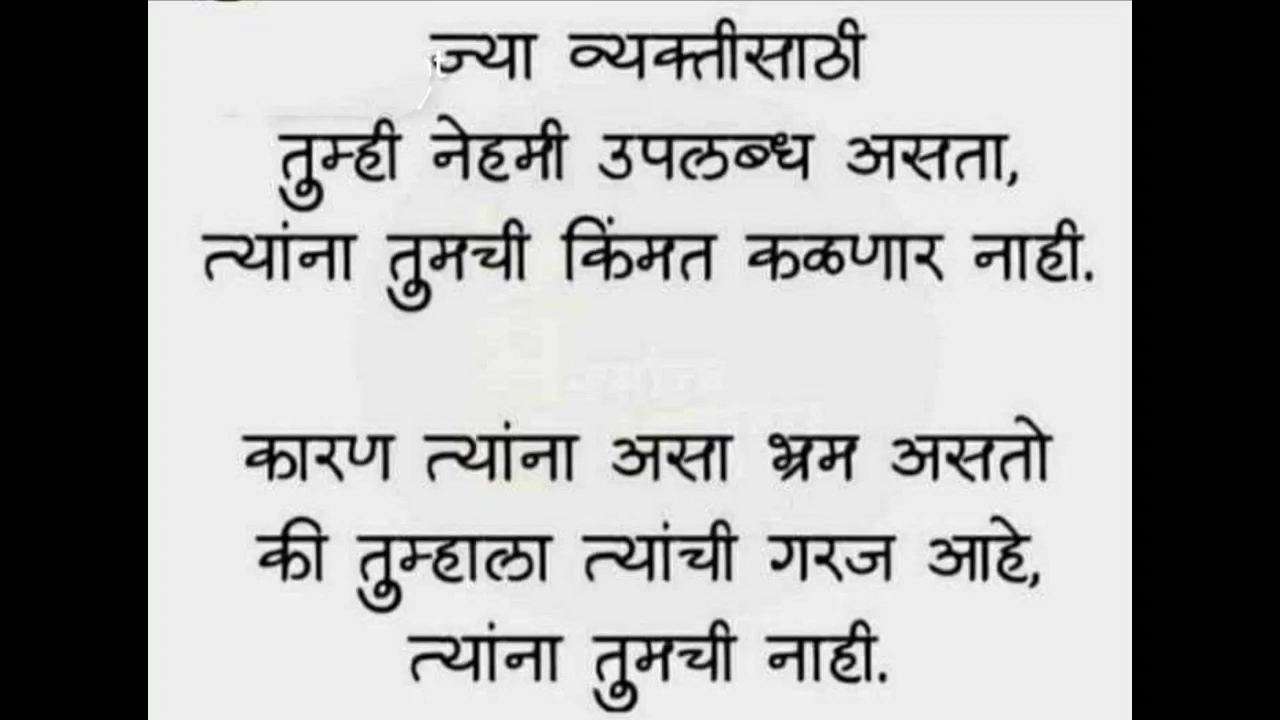 ज्या व्यक्तीसाठी
तुम्ही नेहमी उपलब्ध असता,
त्यांना तुमची किंमत कळणार नाही.
कारण त्यांना असा भ्रम असतो
की तुम्हाला त्यांची गरज आहे,
त्यांना तुमची नाही.